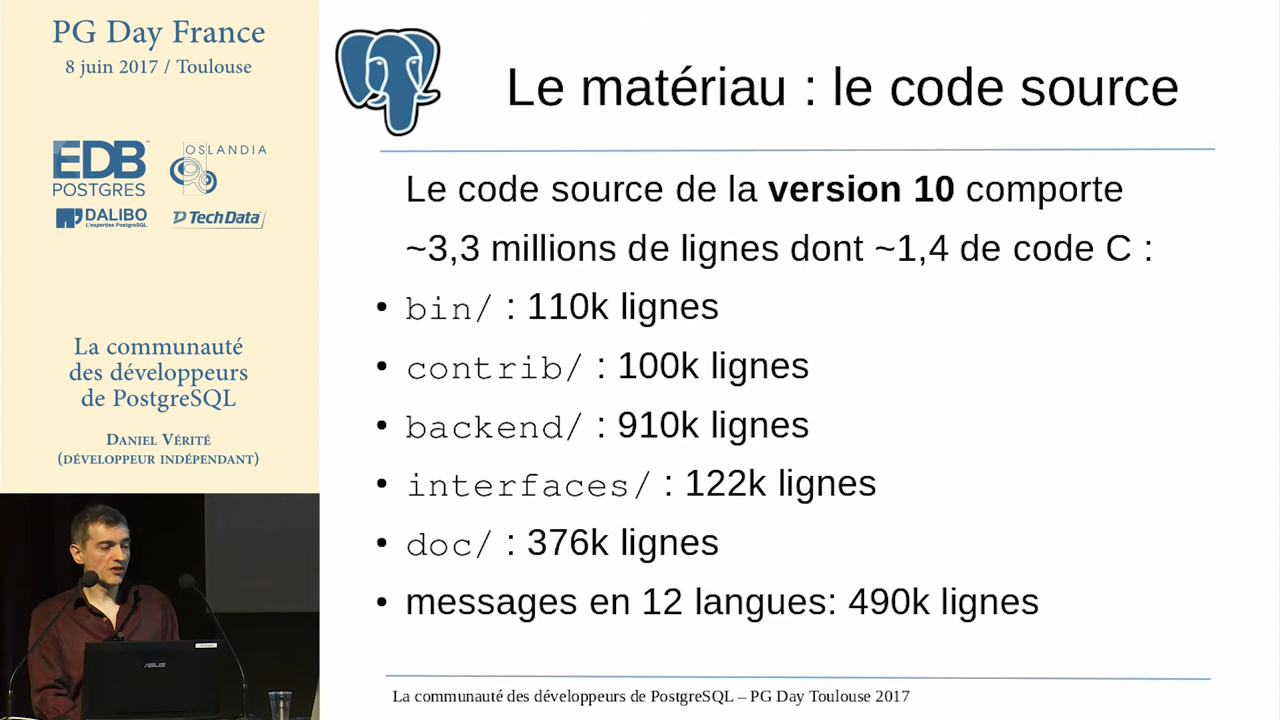 PG Day France
8 juin 2017 / Toulouse
EDB
POSTGRES
OSLANDIA
DALIBO
L'expertise PostgreSQL
Tech Data
La communauté
des développeurs
de PostgreSQL
Daniel Vérité
(développeur indépendant)
Le matériau : le code source
Le code source de la version 10 comporte
~3,3 millions de lignes dont ~1,4 de code C :
• bin/ : 110k lignes
• contrib/ : 100k lignes
• backend/ : 910k lignes
• interfaces/ : 122k lignes
• doc/ : 376k lignes
• messages en 12 langues: 490k lignes
La communauté des développeurs de PostgreSQL – PG Day Toulouse 2017
ASUS